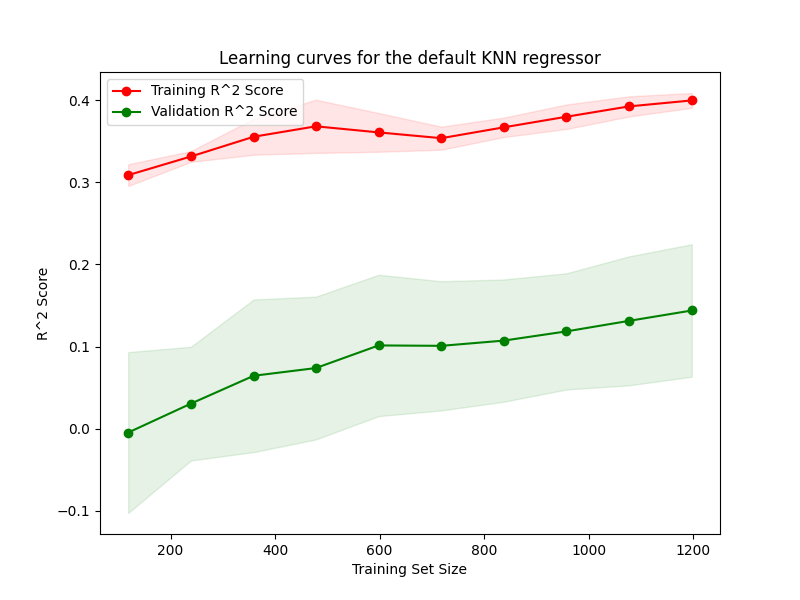 Learning curves for the default KNN regressor
Training R^2 Score
Validation R^2 Score
0.4
0.3
0.2
0.1
0.0
−0.1
R^2 Score
200
400
600
800
1000
1200
Training Set Size